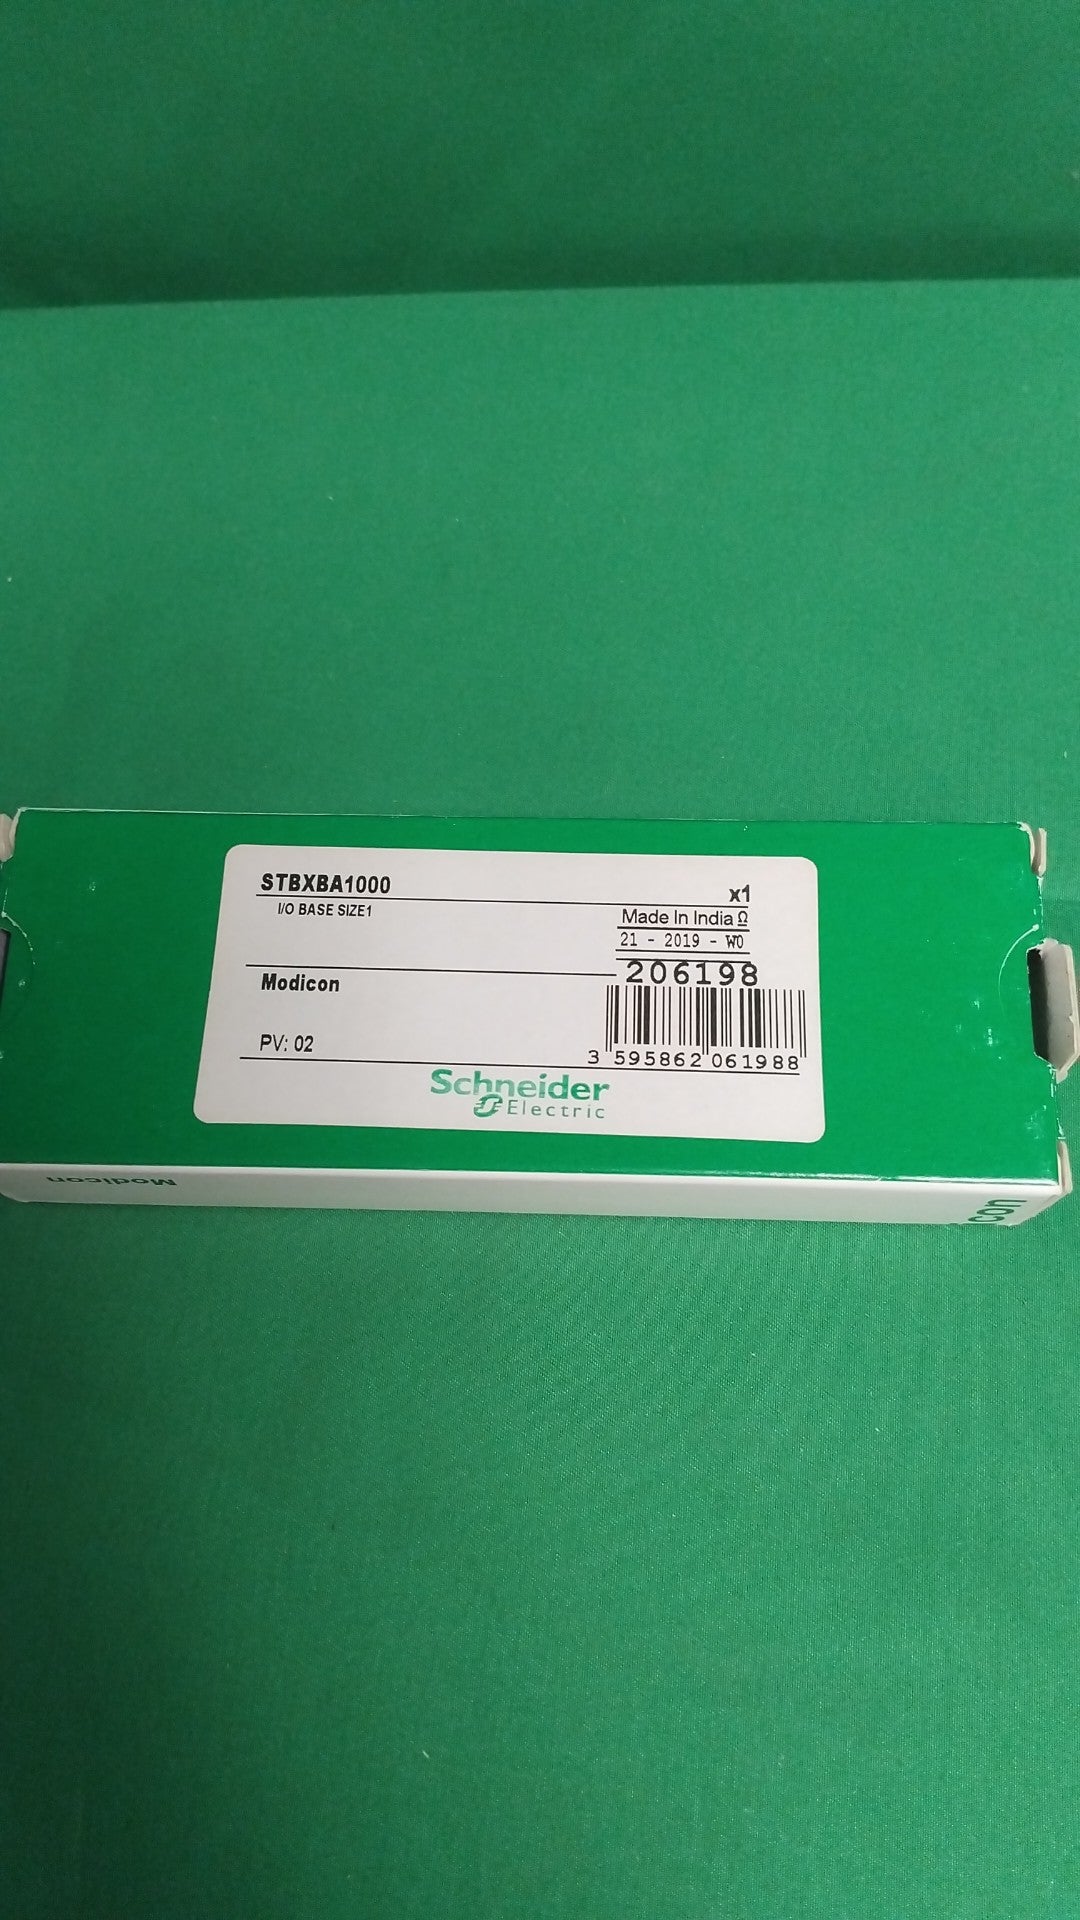 STBXBA1000
x1
I/O BASE SIZE1
Made In India Ω
21 - 2019 - W0
206198
Modicon
PV: 02
3 595862 061988
Schneider
Electric
Modicon
con